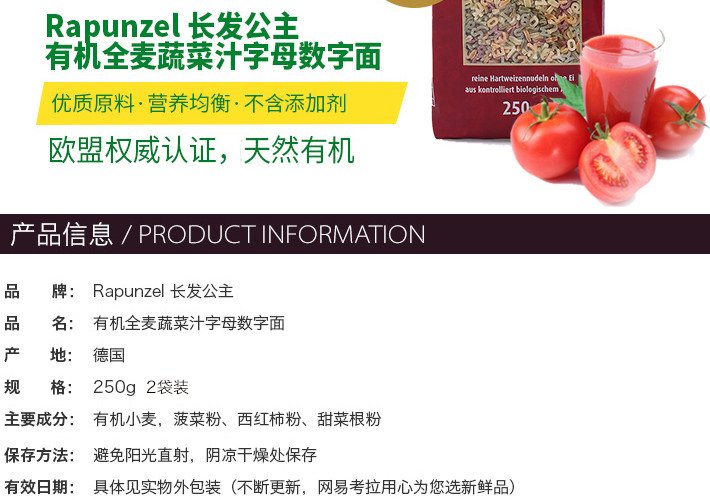 Rapunzel 长发公主
有机全麦蔬菜汁字母数字面
优质原料·营养均衡·不含添加剂
欧盟权威认证，天然有机
reine Hartweizennudeln ohne Ei
aus kontrolliert biologischem
250
产品信息 / PRODUCT INFORMATION
品 牌： Rapunzel 长发公主
品 名： 有机全麦蔬菜汁字母数字面
产 地： 德国
规 格： 250g 2袋装
主要成分： 有机小麦，菠菜粉、西红柿粉、甜菜根粉
保存方法： 避免阳光直射，阴凉干燥处保存
有效日期： 具体见实物外包装（不断更新，网易考拉用心为您选新鲜品）